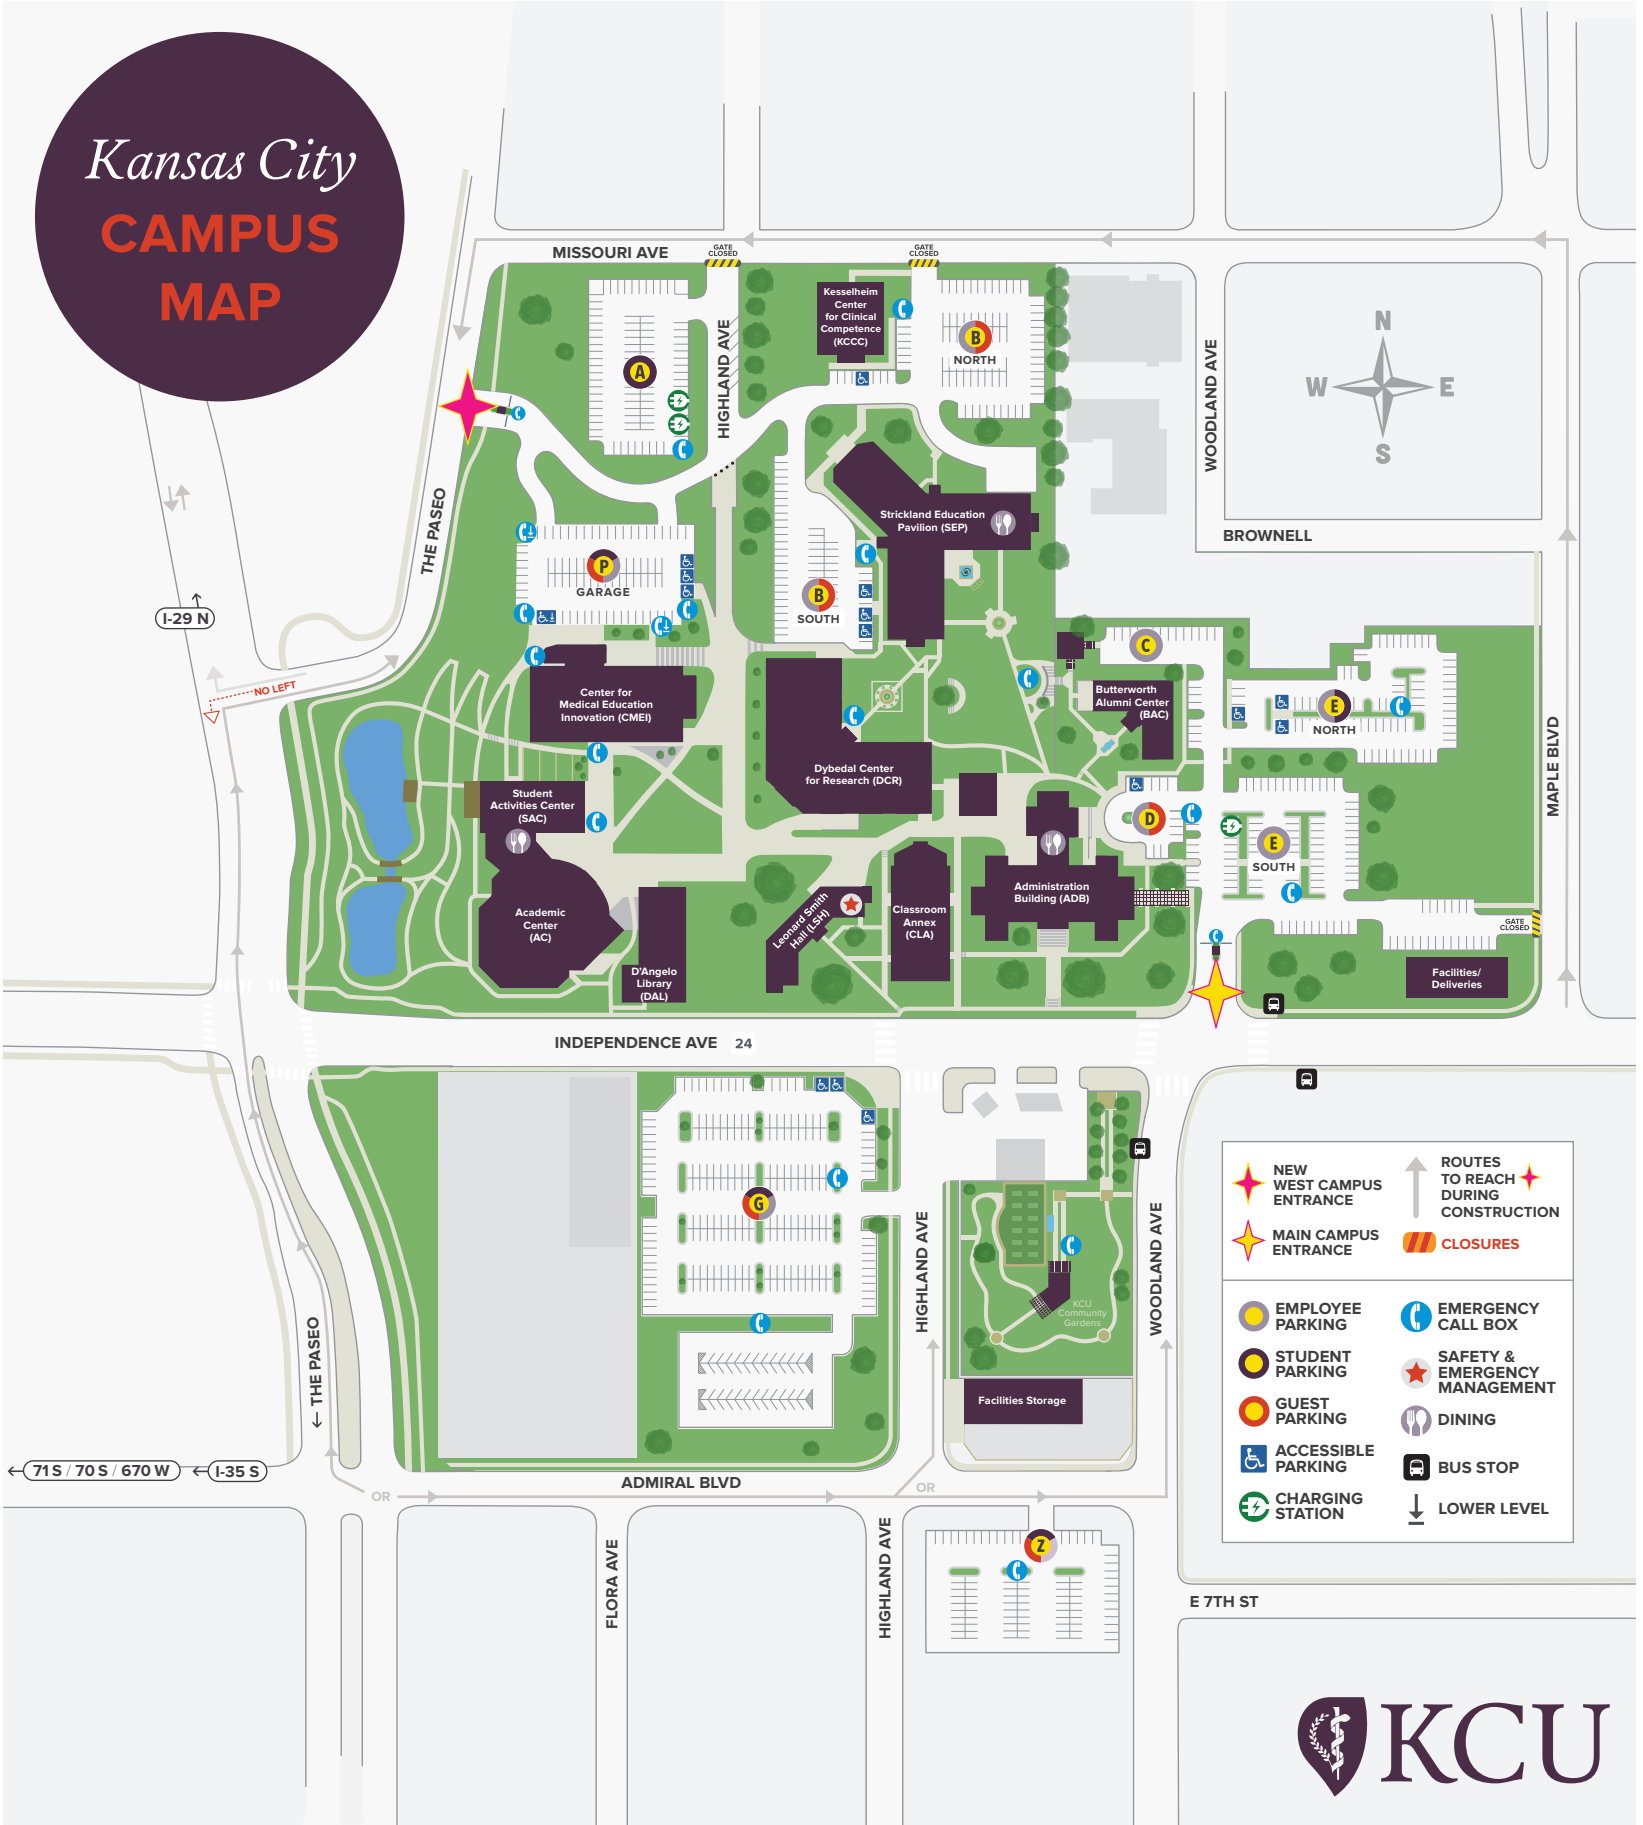 Kansas City
CAMPUS
MAP
MISSOURI AVE
GATE
CLOSED
GATE
CLOSED
Kesselheim
Center
for Clinical
Competence
(KCCC)
B
NORTH
A
HIGHLAND AVE
WOODLAND AVE
N
W
E
S
THE PASEO
Strickland Education
Pavilion (SEP)
BROWNELL
P
GARAGE
B
SOUTH
I-29 N
NO LEFT
C
Center for
Medical Education
Innovation (CMEI)
Butterworth
Alumni Center
(BAC)
E
NORTH
MAPLE BLVD
Dybedal Center
for Research (DCR)
Student
Activities Center
(SAC)
D
E
SOUTH
Academic
Center
(AC)
Leonard Smith
Hall (LSH)
Classroom
Annex
(CLA)
Administration
Building (ADB)
GATE
CLOSED
D'Angelo
Library
(DAL)
Facilities/
Deliveries
INDEPENDENCE AVE 24
G
HIGHLAND AVE
WOODLAND AVE
KCU
Community
Gardens
Facilities Storage
THE PASEO
71 S / 70 S / 670 W
I-35 S
OR
ADMIRAL BLVD
OR
FLORA AVE
HIGHLAND AVE
Z
E 7TH ST
NEW
WEST CAMPUS
ENTRANCE
MAIN CAMPUS
ENTRANCE
ROUTES
TO REACH
DURING
CONSTRUCTION
CLOSURES
EMPLOYEE
PARKING
STUDENT
PARKING
GUEST
PARKING
ACCESSIBLE
PARKING
CHARGING
STATION
EMERGENCY
CALL BOX
SAFETY &
EMERGENCY
MANAGEMENT
DINING
BUS STOP
LOWER LEVEL
KCU